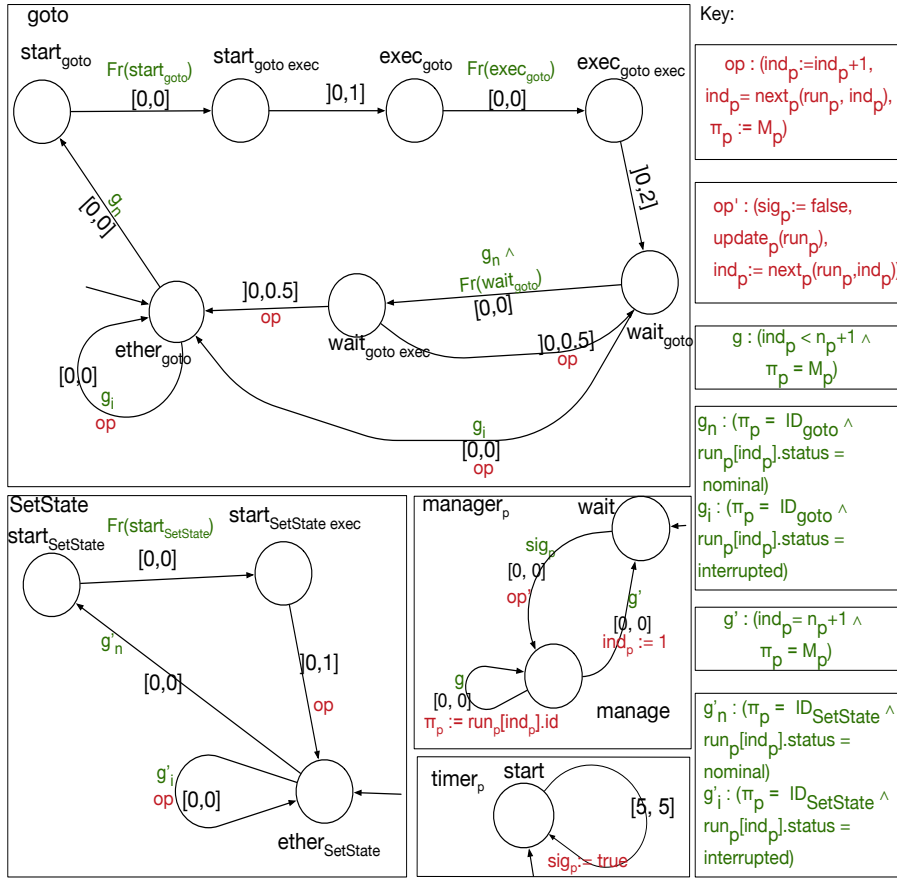 goto
start_goto
Fr(start_goto)
[0,0]
start_goto exec
]0,1]
exec_goto
Fr(exec_goto)
[0,0]
exec_goto exec
]0,2]
g_n
[0,0]
g_n ∧
Fr(wait_goto)
[0,0]
]0,0.5]
op
ether_goto
wait_goto exec
]0,0.5]
op
wait_goto
[0,0]
g_i
op
g_i
[0,0]
op
SetState
start_SetState
Fr(start_SetState)
[0,0]
start_SetState exec
g'_n
[0,0]
]0,1]
op
g'_i
op
[0,0]
ether_SetState
manager_p
wait
sig_p
[0, 0]
op'
g'
[0, 0]
ind_p := 1
g
[0, 0]
π_p := run_p[ind_p].id
manage
timer_p
start
[5, 5]
sig_p:= true
Key:
op : (ind_p:=ind_p+1,
ind_p= next_p(run_p, ind_p),
π_p := M_p)
op' : (sig_p:= false,
update_p(run_p),
ind_p:= next_p(run_p,ind_p))
g: (ind_p < n_p+1 ∧
π_p = M_p)
g_n : (π_p = ID_goto ∧
run_p[ind_p].status =
nominal)
g_i : (π_p = ID_goto ∧
run_p[ind_p].status =
interrupted)
g' : (ind_p= n_p+1 ∧
π_p = M_p)
g'_n : (π_p = ID_SetState ∧
run_p[ind_p].status =
nominal)
g'_i : (π_p = ID_SetState ∧
run_p[ind_p].status =
interrupted)